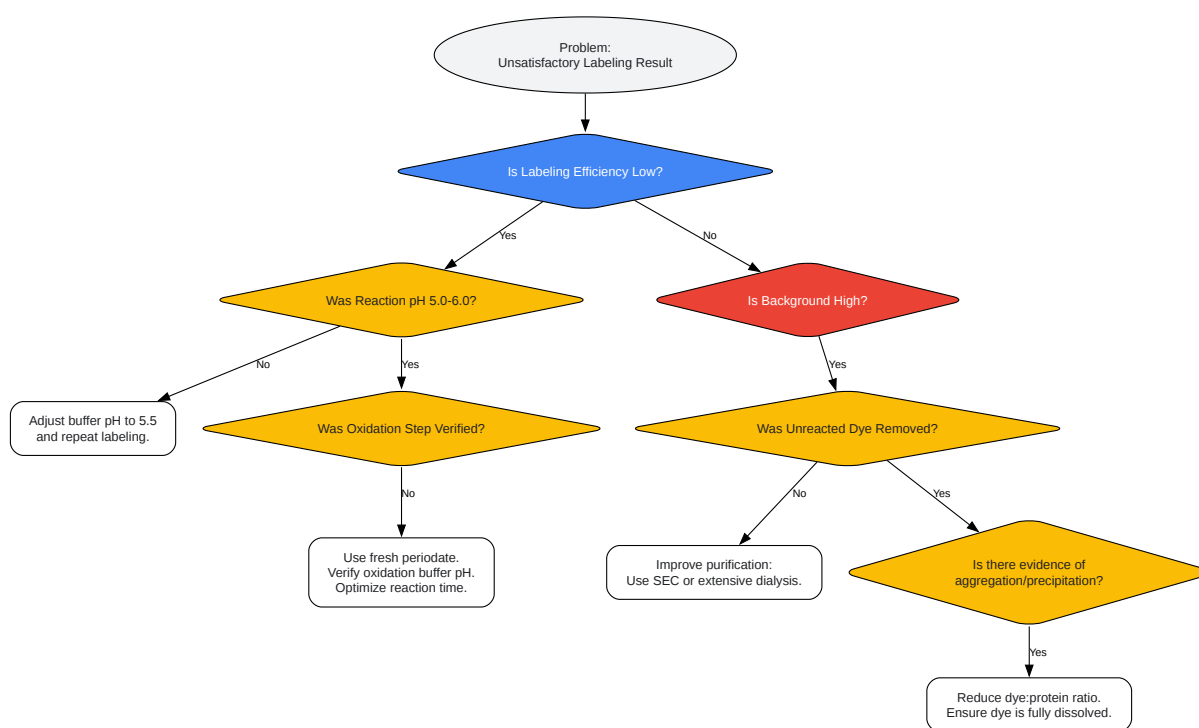 Problem:
Unsatisfactory Labeling Result
Is Labeling Efficiency Low?
Yes
No
Was Reaction pH 5.0-6.0?
Is Background High?
No
Yes
Yes
Adjust buffer pH to 5.5
and repeat labeling.
Was Oxidation Step Verified?
Was Unreacted Dye Removed?
No
No
Yes
Use fresh periodate.
Verify oxidation buffer pH.
Optimize reaction time.
Improve purification:
Use SEC or extensive dialysis.
Is there evidence of
aggregation/precipitation?
Yes
Reduce dye:protein ratio.
Ensure dye is fully dissolved.